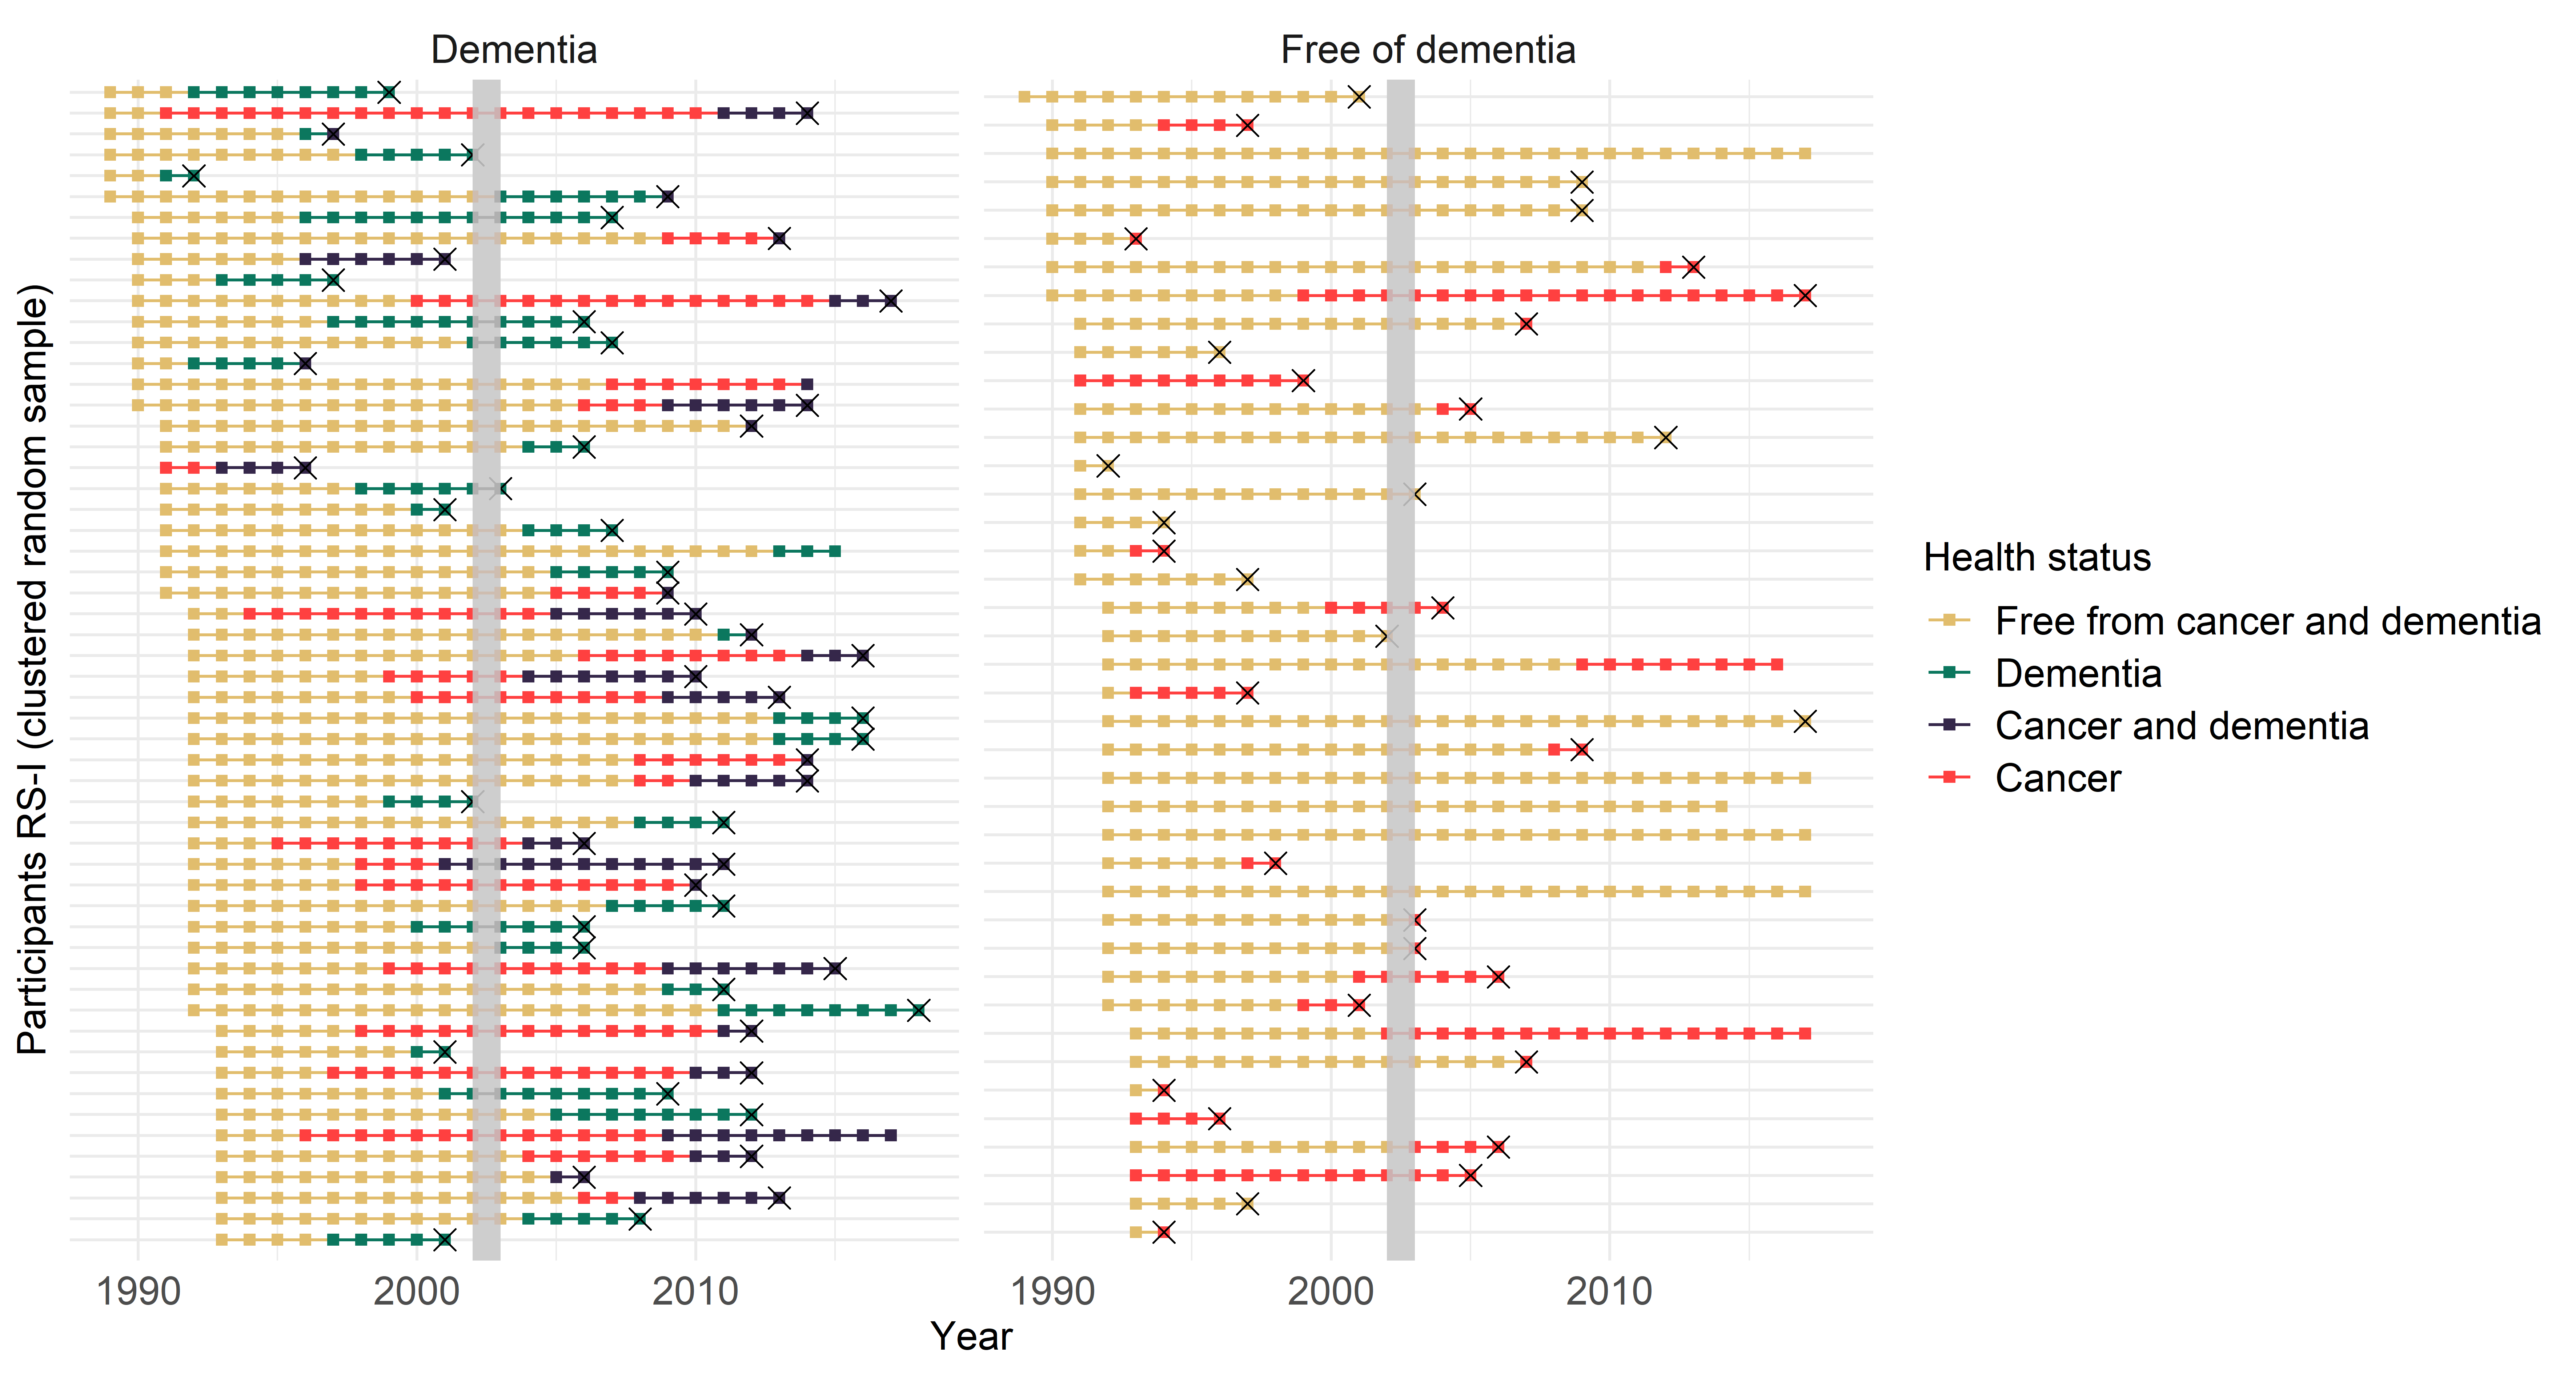 Dementia
Free of dementia
Participants RS-I (clustered random sample)
1990
2000
2010
1990
2000
2010
Year
Health status
Free from cancer and dementia
Dementia
Cancer and dementia
Cancer